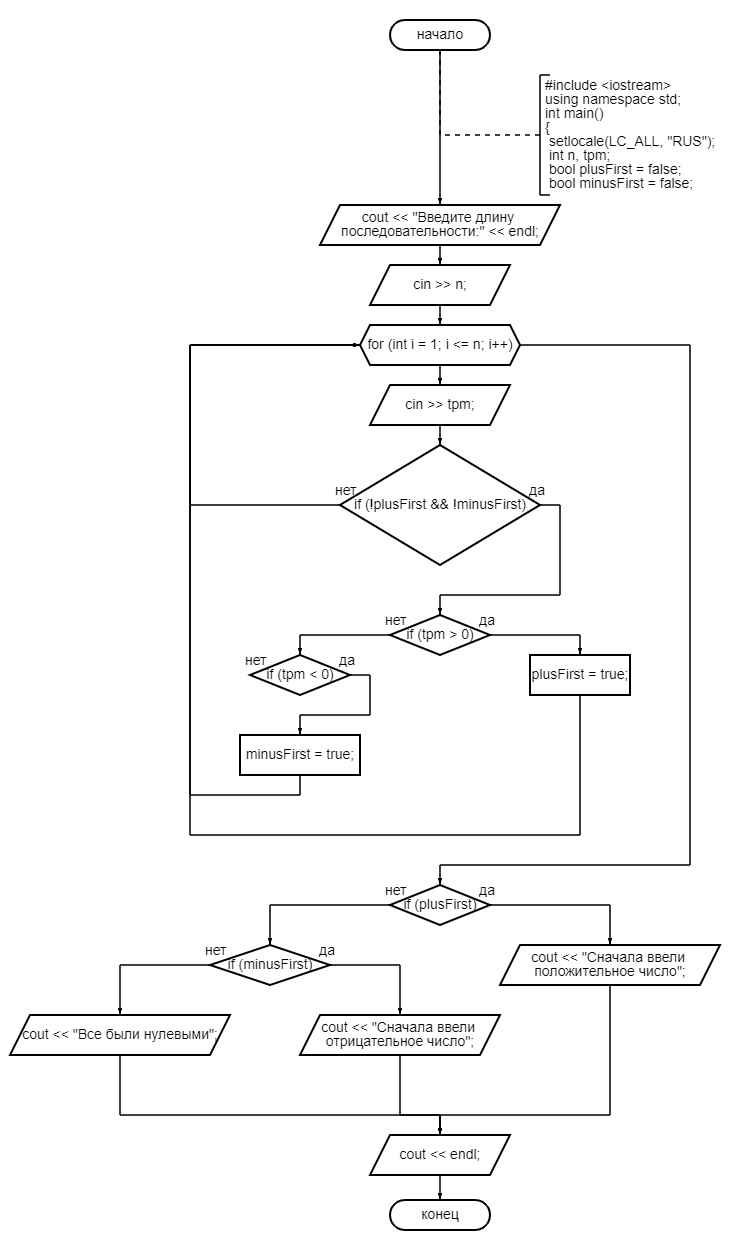 начало
#include <iostream>
using namespace std;
int main()
{
setlocale(LC_ALL, "RUS");
int n, tpm;
bool plusFirst = false;
bool minusFirst = false;
cout << "Введите длину
последовательности:" << endl;
cin >> n;
for (int i = 1; i <= n; i++)
cin >> tpm;
нет
да
if (!plusFirst && !minusFirst)
нет
да
if (tpm > 0)
нет
да
if (tpm < 0)
plusFirst = true;
minusFirst = true;
нет
да
if (plusFirst)
нет
да
if (minusFirst)
cout << "Сначала ввели
положительное число";
cout << "Все были нулевыми";
cout << "Сначала ввели
отрицательное число";
cout << endl;
конец